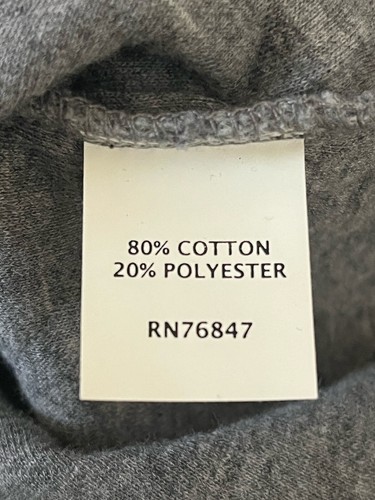 80% COTTON
20% POLYESTER
RN76847